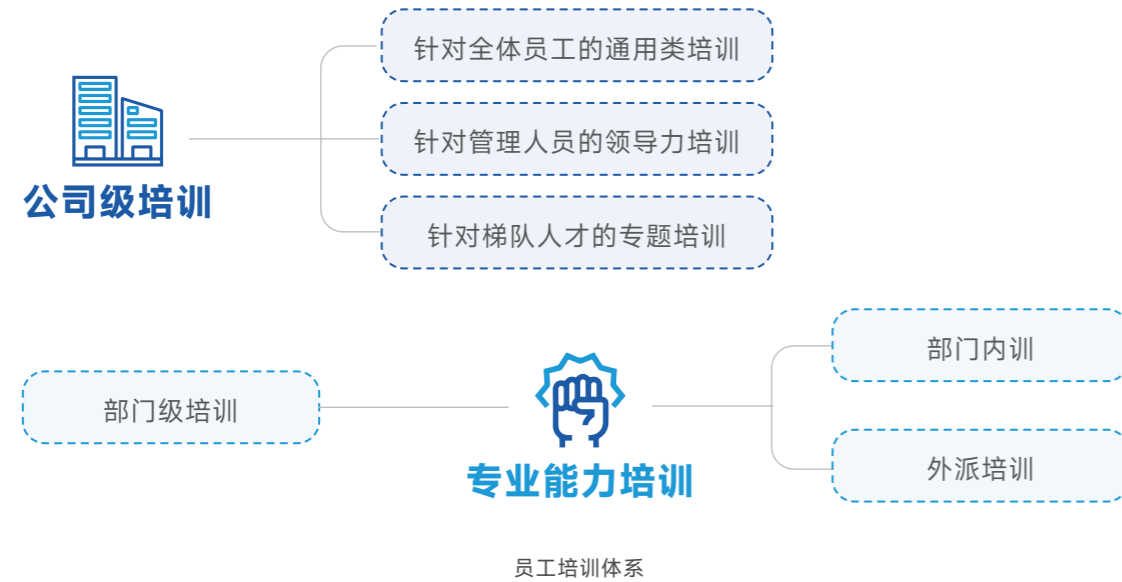 针对全体员工的通用类培训
针对管理人员的领导力培训
公司级培训
针对梯队人才的专题培训
部门内训
部门级培训
外派培训
专业能力培训
员工培训体系